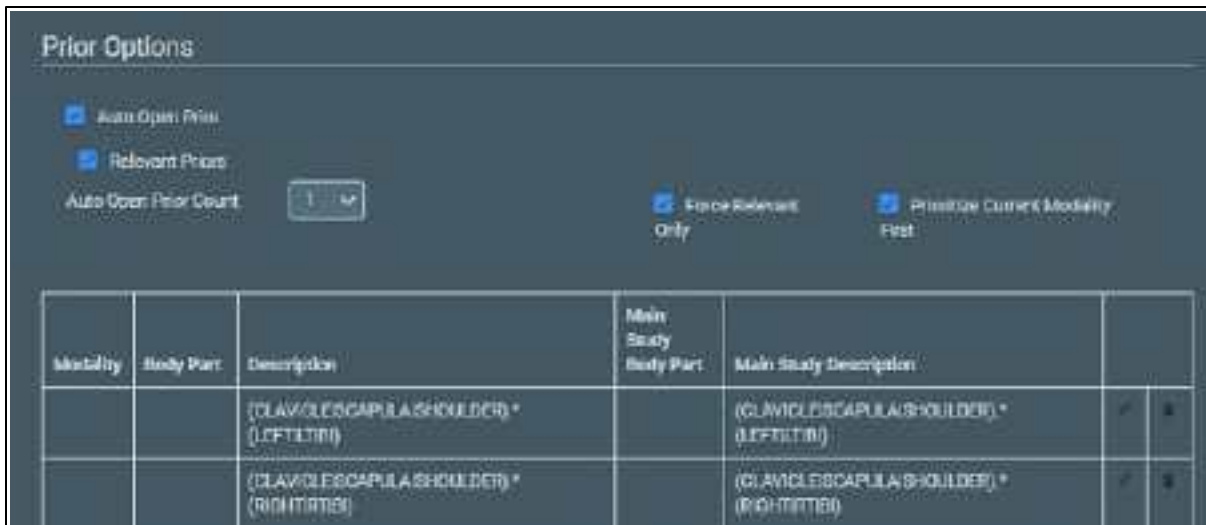 Prior Options
Auto Open Prior
Relevant Priors
Auto Open Prior Count
1
Force Relevant
Only
Prioritize Current Modality
First
Modality
Body Part
Description
Main
Study
Body Part
Main Study Description
(CLAVICLE|SCAPULA|SHOULDER).*
(LEFT|LT|BI)
(CLAVICLE|SCAPULA|SHOULDER).*
(LEFT|LT|BI)
(CLAVICLE|SCAPULA|SHOULDER).*
(RIGHT|RT|BI)
(CLAVICLE|SCAPULA|SHOULDER).*
(RIGHT|RT|BI)